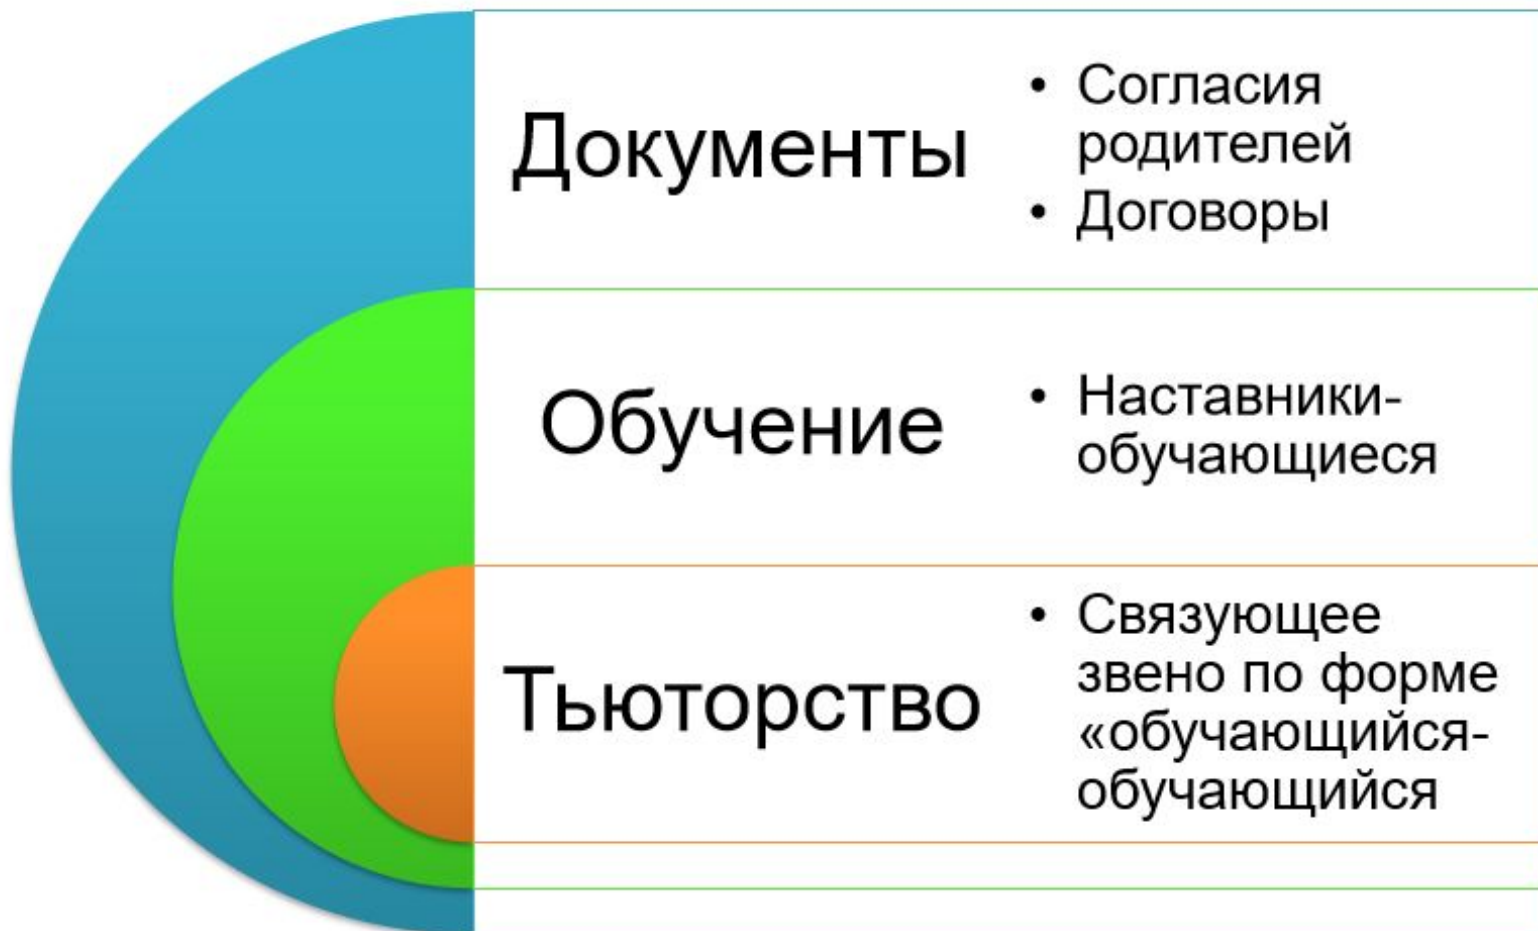 Документы
• Согласия
родителей
• Договоры
Обучение
• Наставники-
обучающиеся
Тьюторство
• Связующее
звено по форме
«обучающийся-
обучающийся